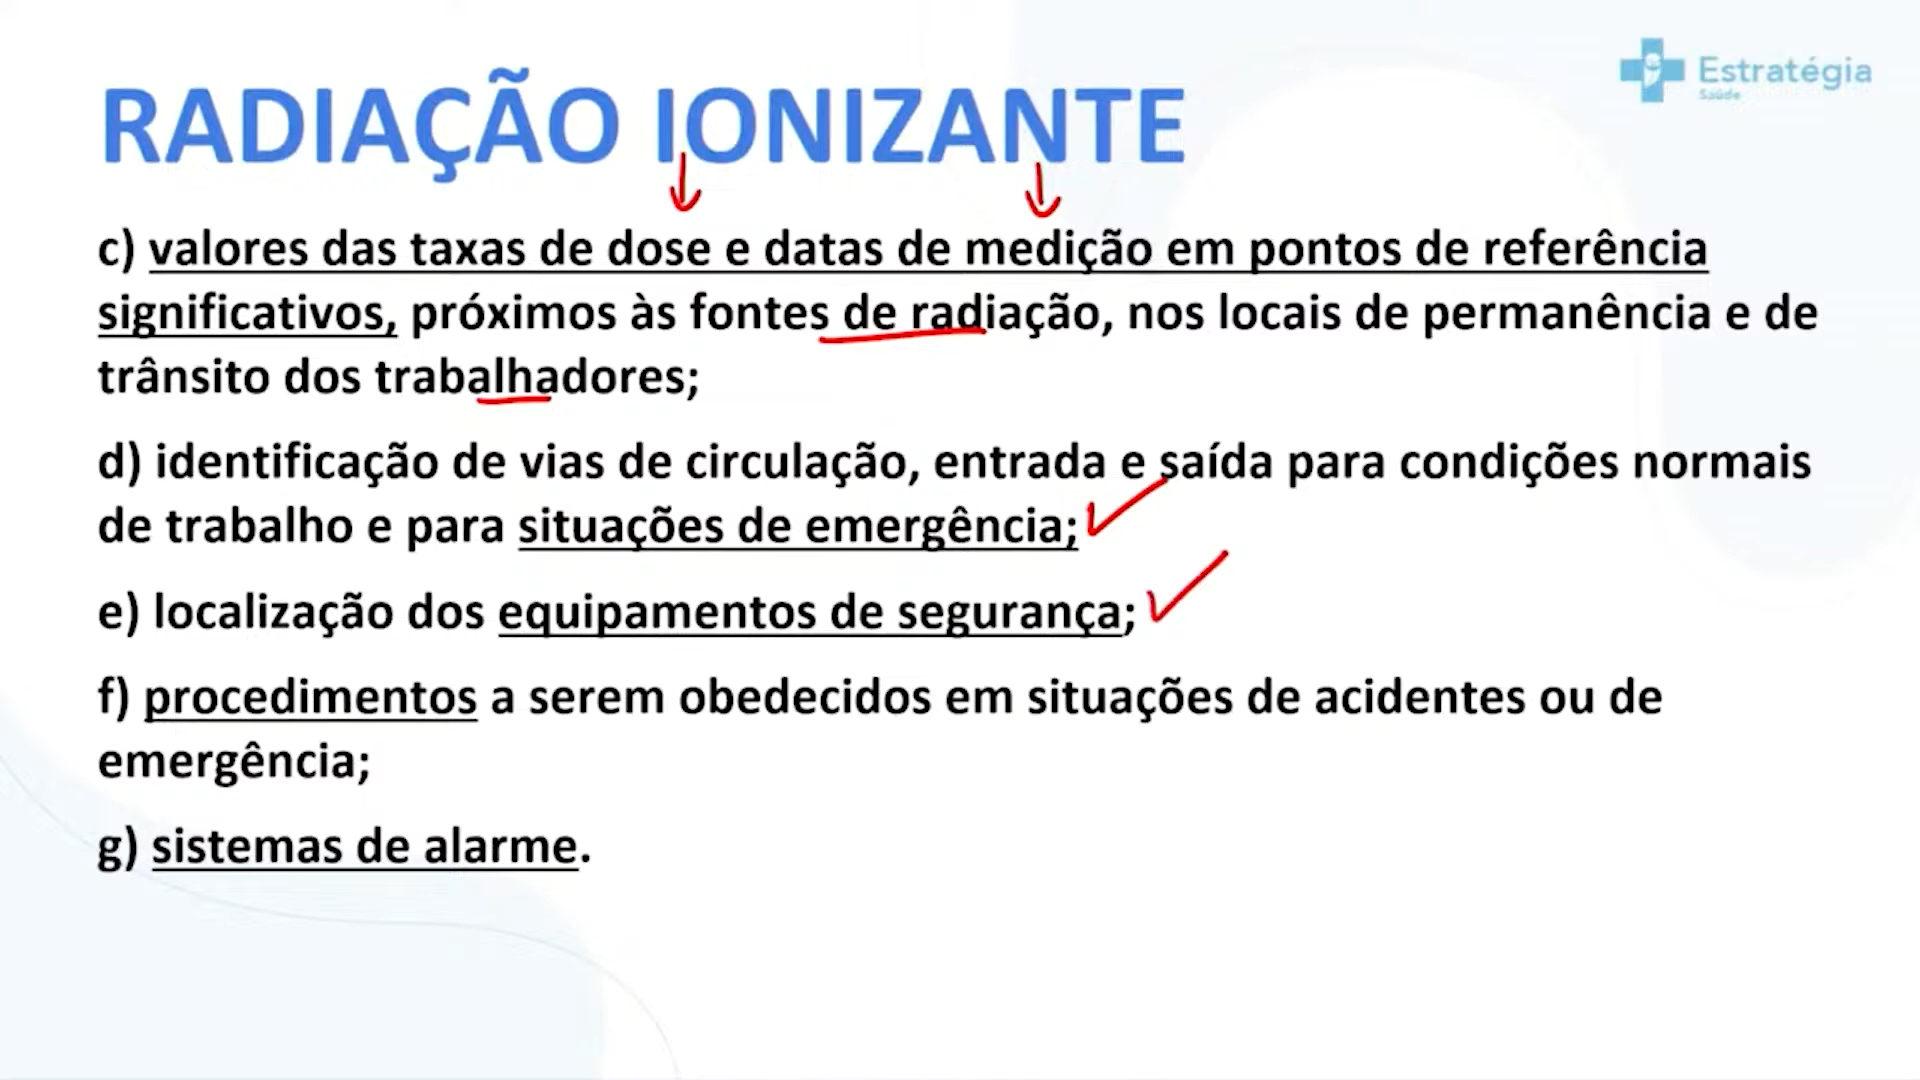 Estratégia
Saúde
RADIAÇÃO IONIZANTE
c) valores das taxas de dose e datas de medição em pontos de referência
significativos, próximos às fontes de radiação, nos locais de permanência e de
trânsito dos trabalhadores;
d) identificação de vias de circulação, entrada e saída para condições normais
de trabalho e para situações de emergência;
e) localização dos equipamentos de segurança;
f) procedimentos a serem obedecidos em situações de acidentes ou de
emergência;
g) sistemas de alarme.